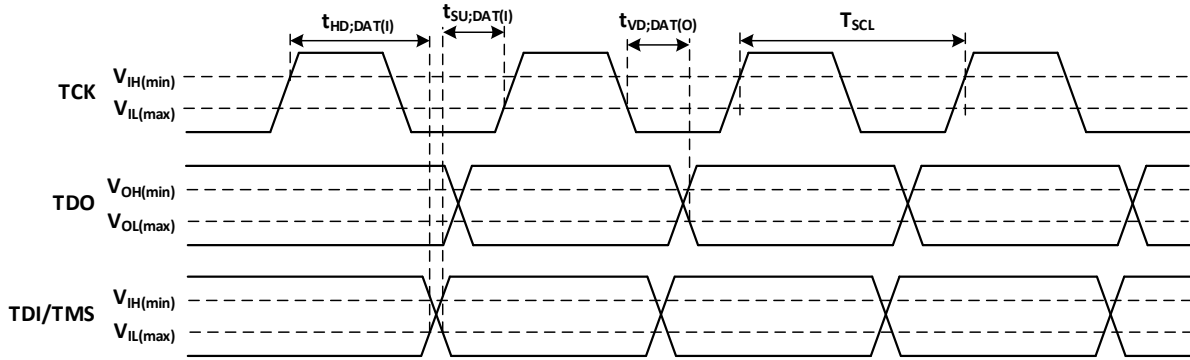 tHD;DAT(I) tSU;DAT(I) tVD;DAT(O) TSCL
TCK VIH(min)
VIL(max)
TDO VOH(min)
VOL(max)
TDI/TMS VIH(min)
VIL(max)